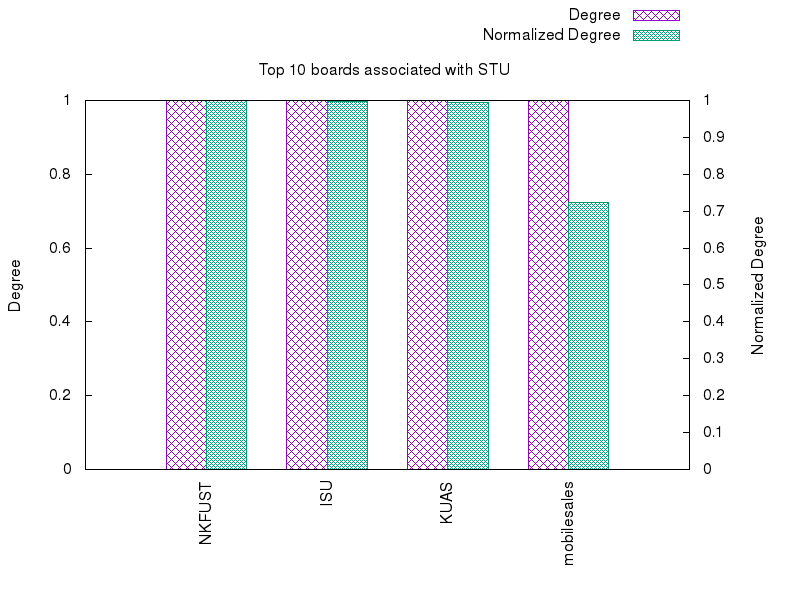 Degree
Normalized Degree
Top 10 boards associated with STU
1
0.8
0.6
0.4
0.2
0
Degree
1
0.9
0.8
0.7
0.6
0.5
0.4
0.3
0.2
0.1
0
Normalized Degree
NKFUST
ISU
KUAS
mobilesales